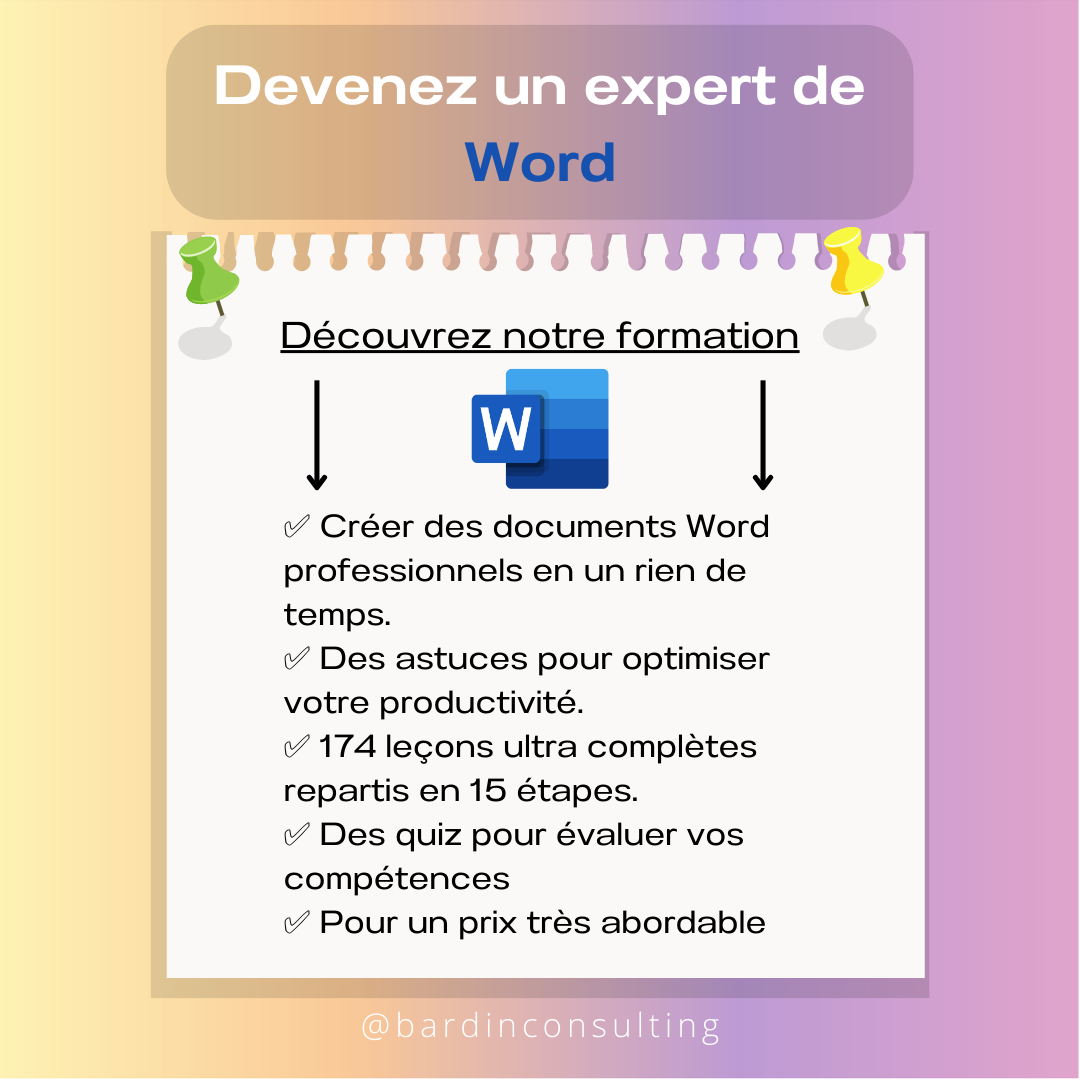 Devenez un expert de
Word
Découvrez notre formation
W
✅ Créer des documents Word
professionnels en un rien de
temps.
✅ Des astuces pour optimiser
votre productivité.
✅ 174 leçons ultra complètes
repartis en 15 étapes.
✅ Des quiz pour évaluer vos
compétences
✅ Pour un prix très abordable
@bardinconsulting